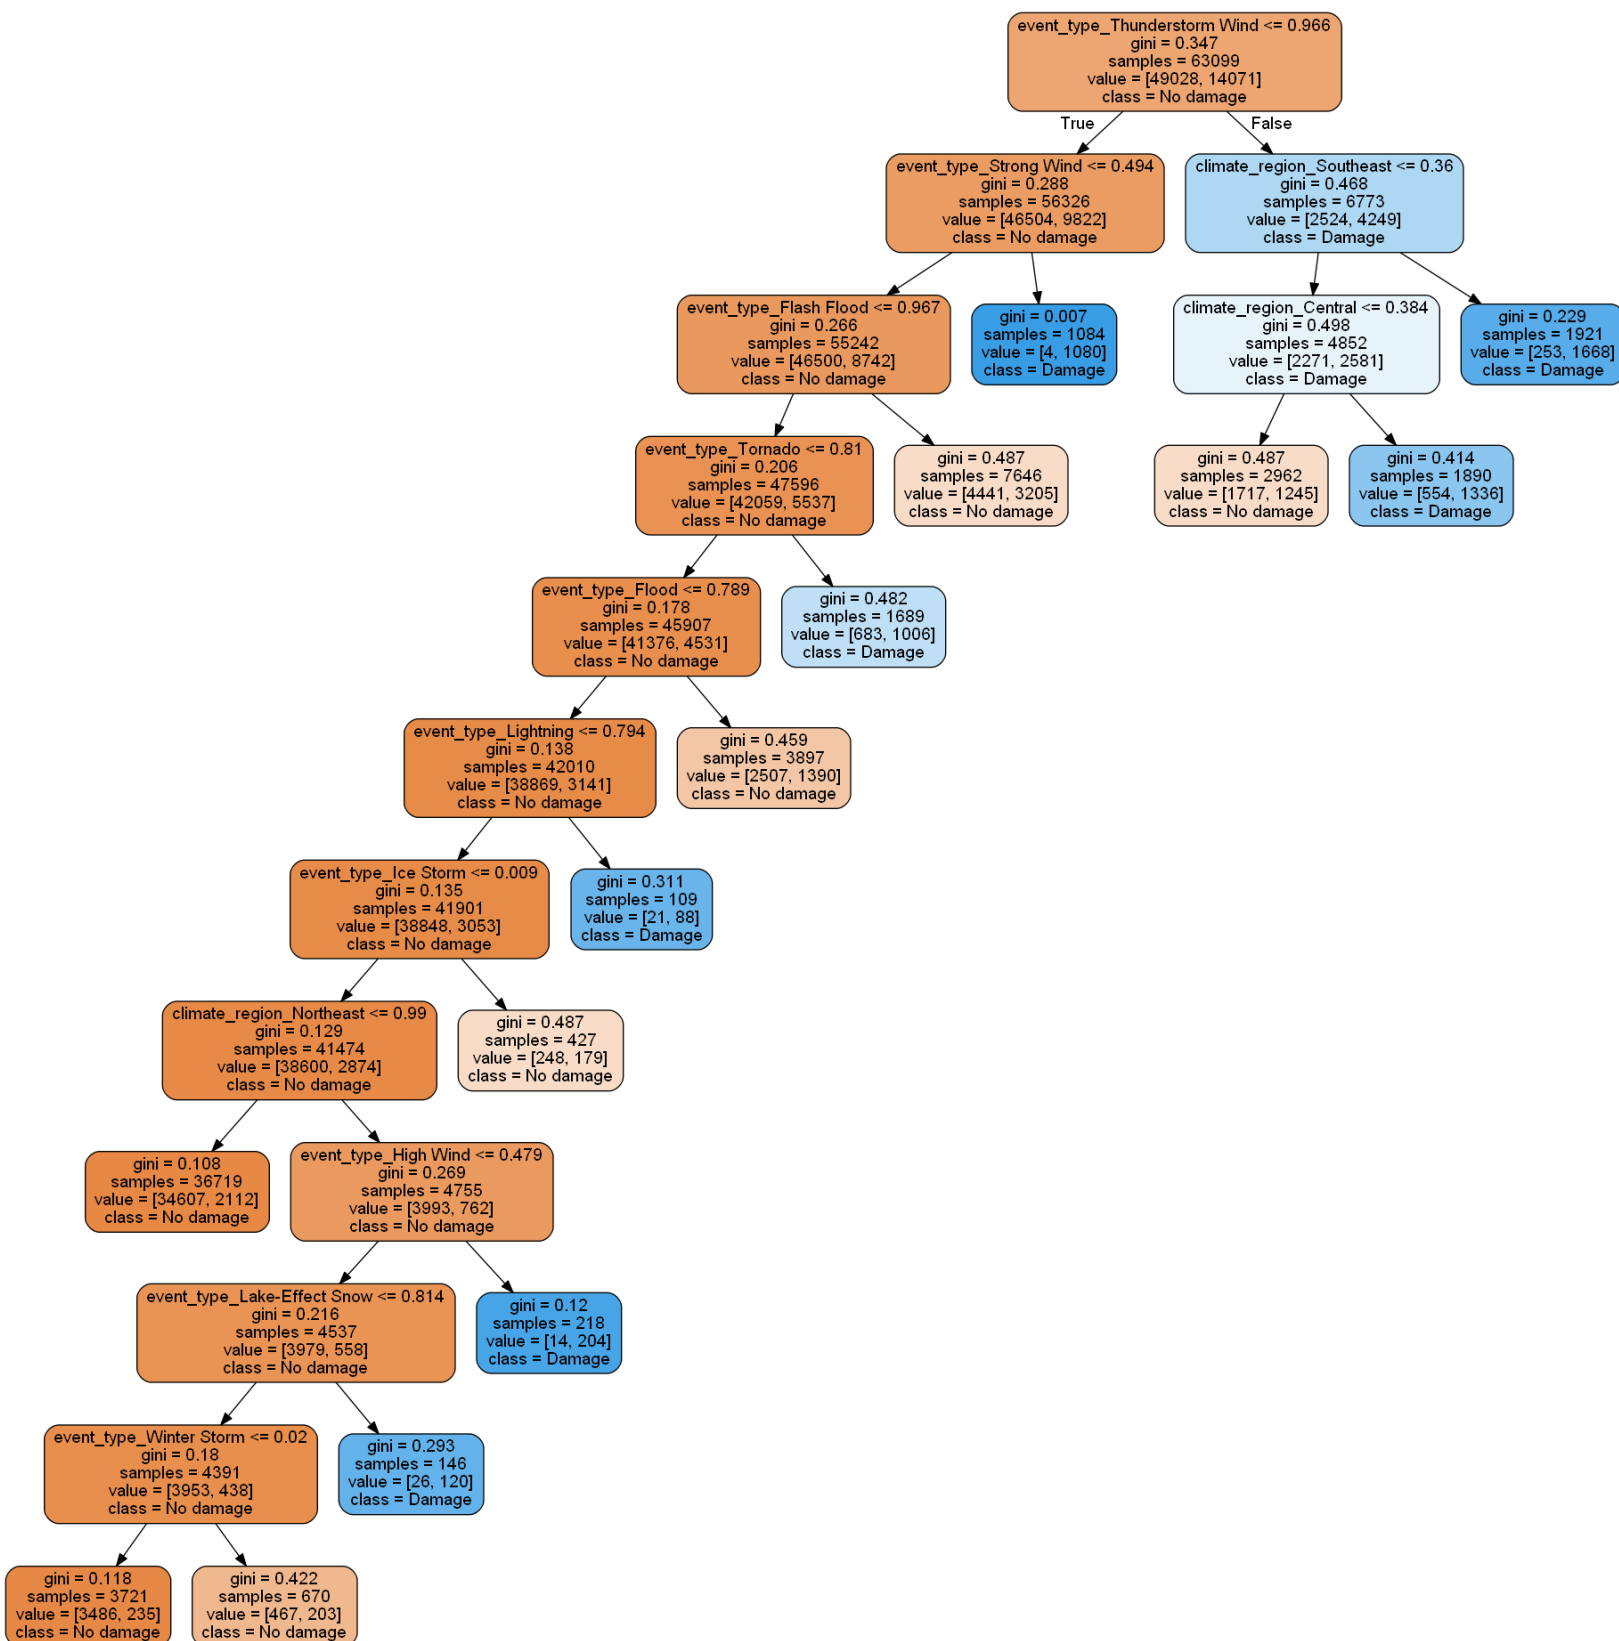 event_type_Thunderstorm Wind <= 0.966
gini = 0.347
samples = 63099
value = [49028, 14071]
class = No damage
True
False
event_type_Strong Wind <= 0.494
gini = 0.288
samples = 56326
value = [46504, 9822]
class = No damage
climate_region_Southeast <= 0.36
gini = 0.468
samples = 6773
value = [2524, 4249]
class = Damage
event_type_Flash Flood <= 0.967
gini = 0.266
samples = 55242
value = [46500, 8742]
class = No damage
gini = 0.007
samples = 1084
value = [4, 1080]
class = Damage
climate_region_Central <= 0.384
gini = 0.498
samples = 4852
value = [2271, 2581]
class = Damage
gini = 0.229
samples = 1921
value = [253, 1668]
class = Damage
event_type_Tornado <= 0.81
gini = 0.206
samples = 47596
value = [42059, 5537]
class = No damage
gini = 0.487
samples = 7646
value = [4441, 3205]
class = No damage
gini = 0.487
samples = 2962
value = [1717, 1245]
class = No damage
gini = 0.414
samples = 1890
value = [554, 1336]
class = Damage
event_type_Flood <= 0.789
gini = 0.178
samples = 45907
value = [41376, 4531]
class = No damage
gini = 0.482
samples = 1689
value = [683, 1006]
class = Damage
event_type_Lightning <= 0.794
gini = 0.138
samples = 42010
value = [38869, 3141]
class = No damage
gini = 0.459
samples = 3897
value = [2507, 1390]
class = No damage
event_type_Ice Storm <= 0.009
gini = 0.135
samples = 41901
value = [38848, 3053]
class = No damage
gini = 0.311
samples = 109
value = [21, 88]
class = Damage
climate_region_Northeast <= 0.99
gini = 0.129
samples = 41474
value = [38600, 2874]
class = No damage
gini = 0.487
samples = 427
value = [248, 179]
class = No damage
gini = 0.108
samples = 36719
value = [34607, 2112]
class = No damage
event_type_High Wind <= 0.479
gini = 0.269
samples = 4755
value = [3993, 762]
class = No damage
event_type_Lake-Effect Snow <= 0.814
gini = 0.216
samples = 4537
value = [3979, 558]
class = No damage
gini = 0.12
samples = 218
value = [14, 204]
class = Damage
event_type_Winter Storm <= 0.02
gini = 0.18
samples = 4391
value = [3953, 438]
class = No damage
gini = 0.293
samples = 146
value = [26, 120]
class = Damage
gini = 0.118
samples = 3721
value = [3486, 235]
class = No damage
gini = 0.422
samples = 670
value = [467, 203]
class = No damage